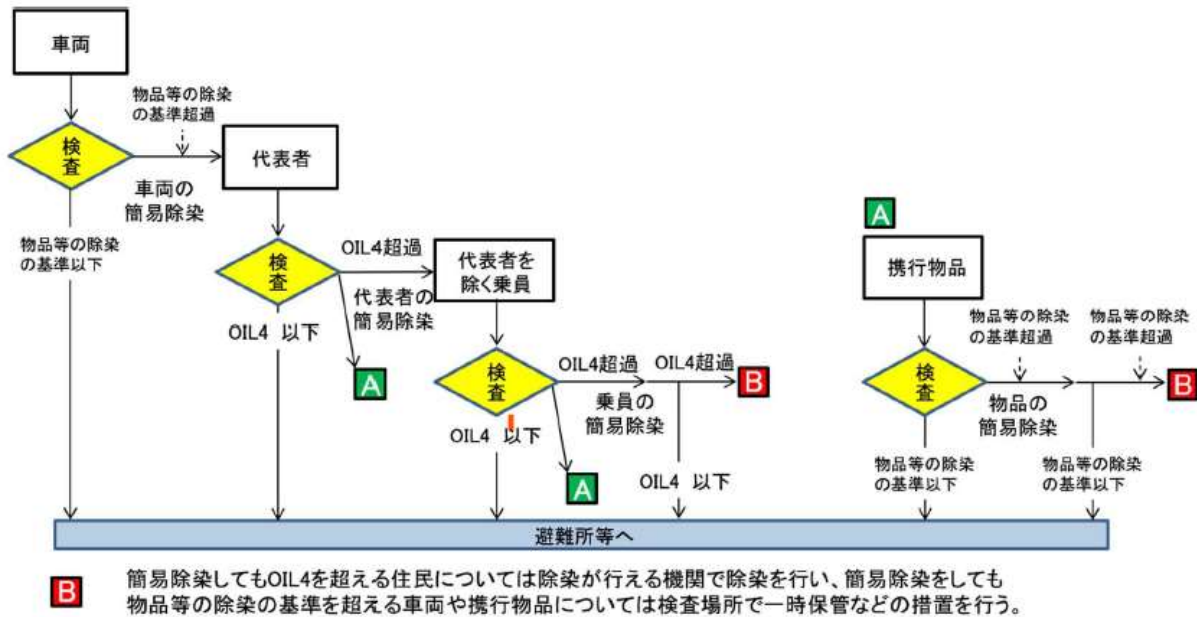 車両
物品等の除染
の基準超過
検
査
車両の
簡易除染
物品等の除染
の基準以下
代表者
検
査
OIL4超過
代表者の
簡易除染
OIL4 以下
A
代表者を
除く乗員
検
査
OIL4超過
乗員の
簡易除染
OIL4超過
B
OIL4 以下
A
OIL4 以下
A
携行物品
検
査
物品等の除染
の基準超過
物品の
簡易除染
物品等の除染
の基準超過
B
物品等の除染
の基準以下
物品等の除染
の基準以下
避難所等へ
B
簡易除染してもOIL4を超える住民については除染が行える機関で除染を行い、簡易除染をしても
物品等の除染の基準を超える車両や携行物品については検査場所で一時保管などの措置を行う。